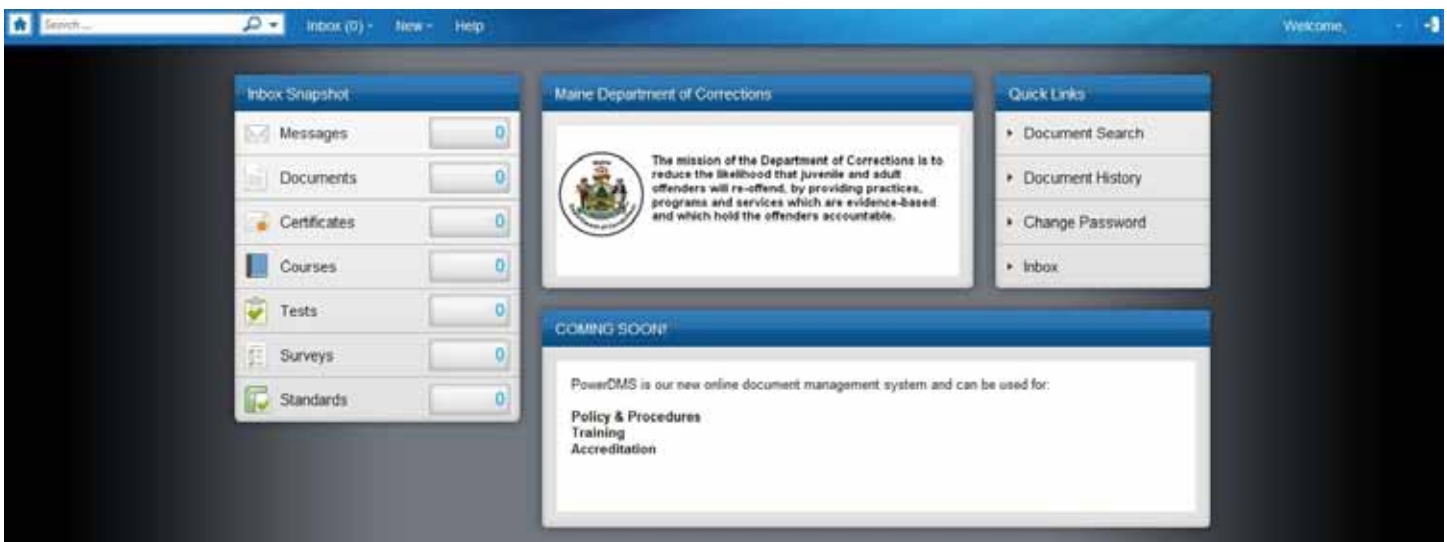 Search ...
Inbox (0)
New
Help
Welcome,
Inbox Snapshot
Messages 0
Documents 0
Certificates 0
Courses 0
Tests 0
Surveys 0
Standards 0
Maine Department of Corrections
The mission of the Department of Corrections is to
reduce the likelihood that juvenile and adult
offenders will re-offend, by providing practices,
programs and services which are evidence-based
and which hold the offenders accountable.
Quick Links
Document Search
Document History
Change Password
Inbox
COMING SOON!
PowerDMS is our new online document management system and can be used for:
Policy & Procedures
Training
Accreditation